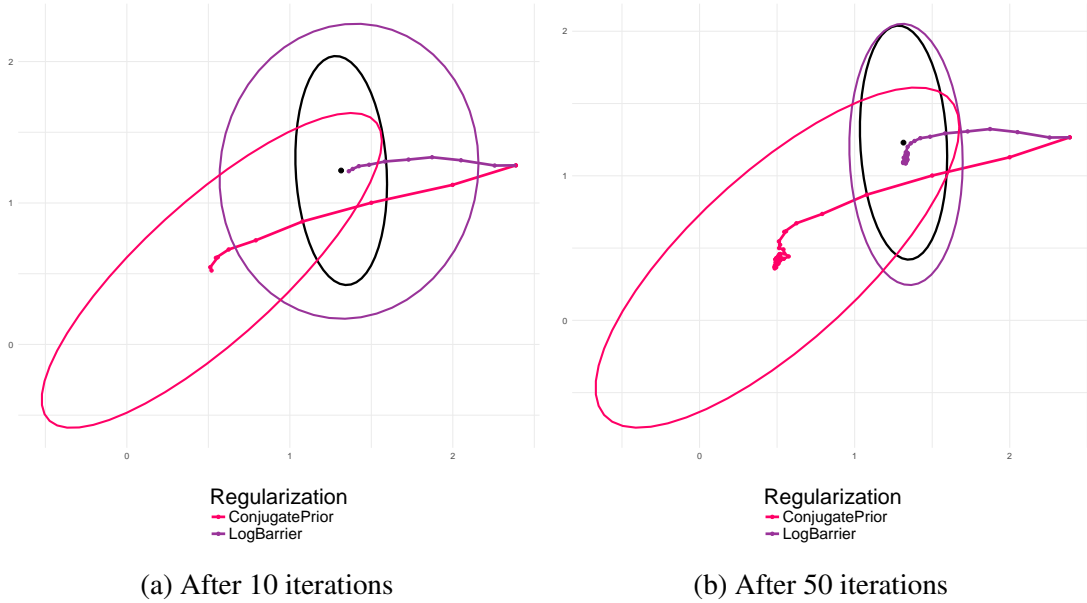 2
1
0
0
1
2
Regularization
ConjugatePrior
LogBarrier
(a) After 10 iterations
2
1
0
0
1
2
Regularization
ConjugatePrior
LogBarrier
(b) After 50 iterations